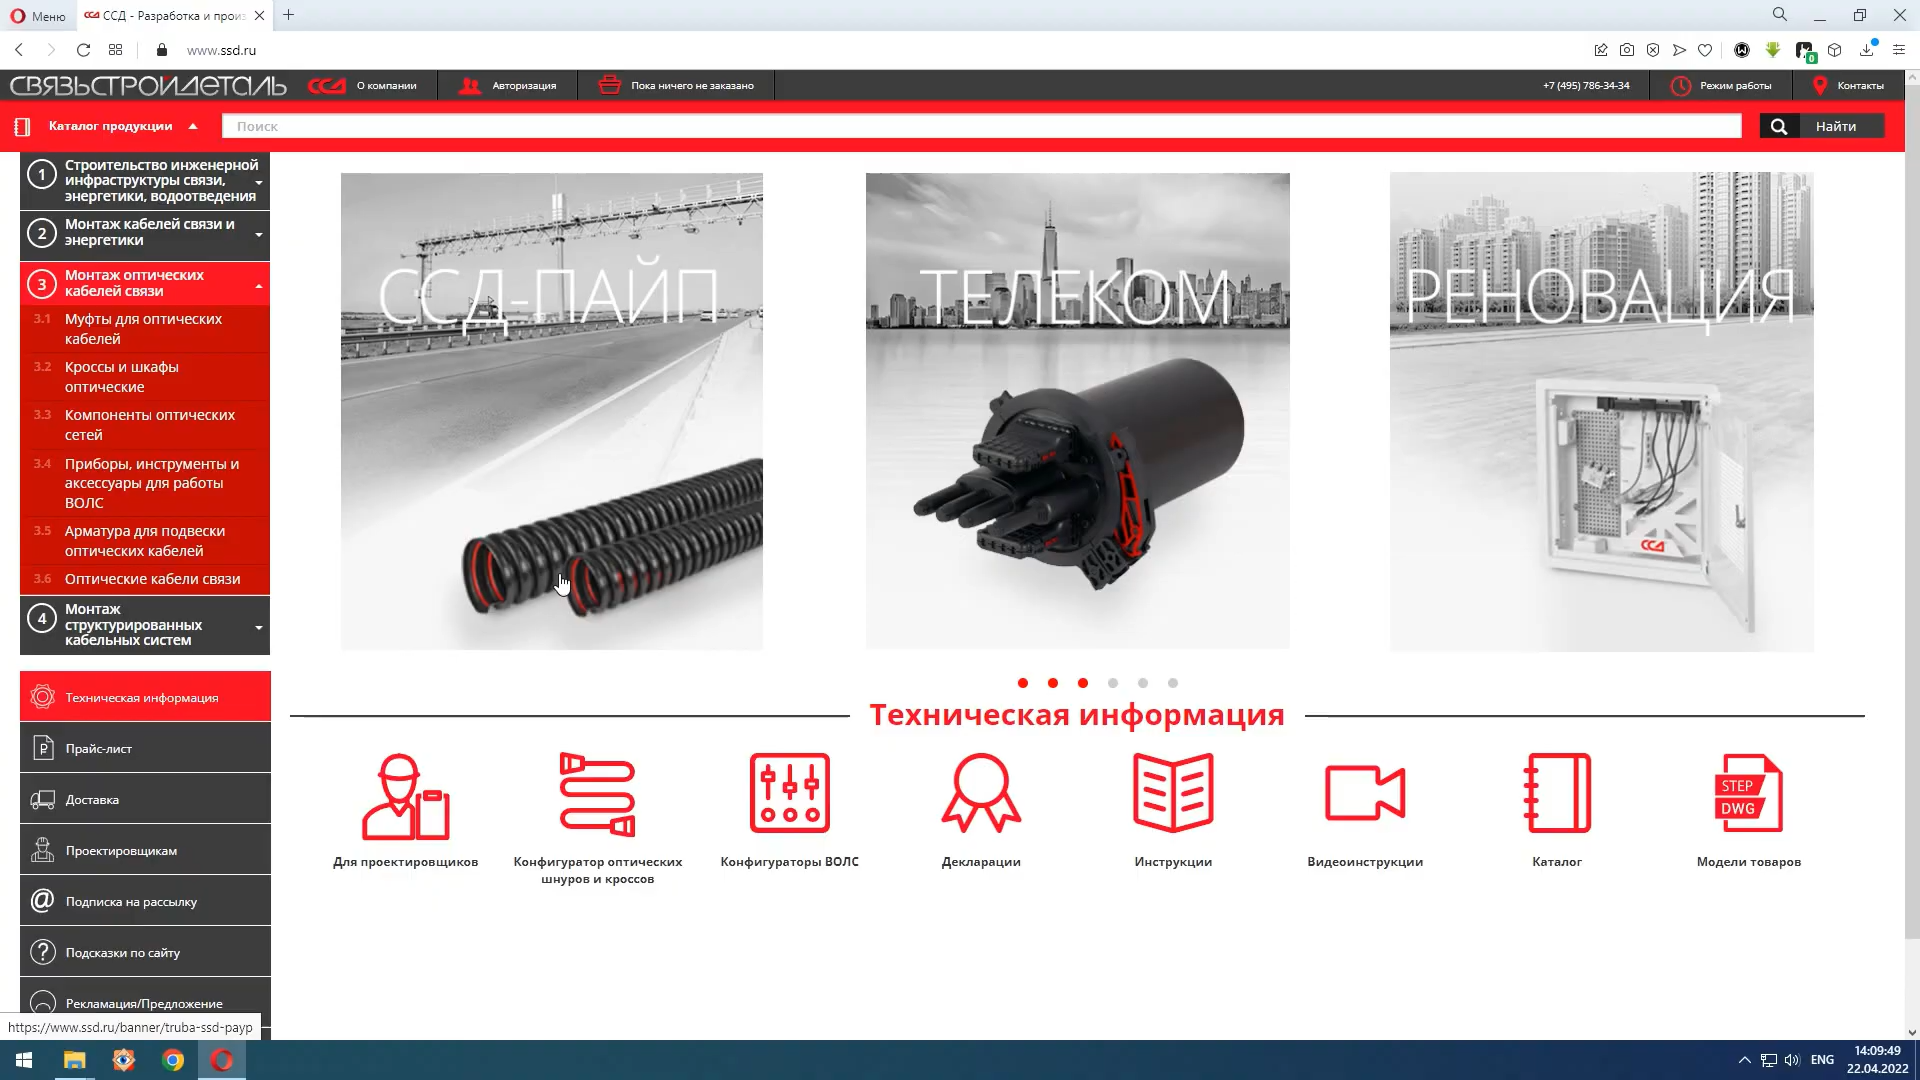 Меню
ССД - Разработка и произ
www.ssd.ru
0
СВЯЗЬСТРОЙДЕТАЛЬ
ССД
О компании
Авторизация
Пока ничего не заказано
+7 (495) 786-34-34
Режим работы
Контакты
Каталог продукции
Поиск
Найти
1
Строительство инженерной
инфраструктуры связи,
энергетики, водоотведения
2
Монтаж кабелей связи и
энергетики
3
Монтаж оптических
кабелей связи
3.1 Муфты для оптических
кабелей
3.2 Кроссы и шкафы
оптические
3.3 Компоненты оптических
сетей
3.4 Приборы, инструменты и
аксессуары для работы
ВОЛС
3.5 Арматура для подвески
оптических кабелей
3.6 Оптические кабели связи
4
Монтаж
структурированных
кабельных систем
ССД-ПАЙП
ТЕЛЕКОМ
РЕНОВАЦИЯ
ССД
Техническая информация
Прайс-лист
Доставка
Проектировщикам
@ Подписка на рассылку
? Подсказки по сайту
Рекламация/Предложение
Техническая информация
Для проектировщиков
Конфигуратор оптических
шнуров и кроссов
Конфигураторы ВОЛС
Декларации
Инструкции
Видеоинструкции
Каталог
STEP
DWG
Модели товаров
https://www.ssd.ru/banner/truba-ssd-payp
ENG
14:09:49
22.04.2022